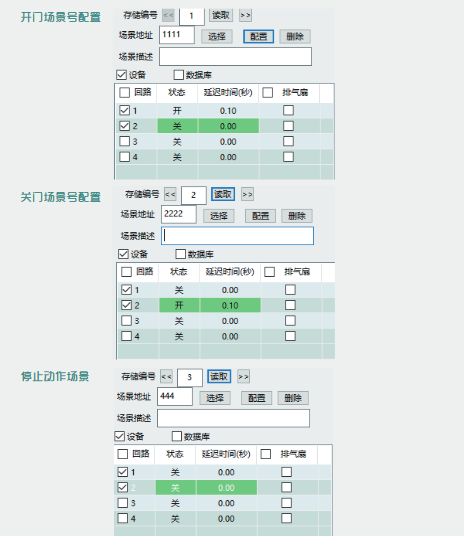 开门场景号配置
存储编号 << 1 读取 >>
场景地址 1111 选择 配置 删除
场景描述
设备 数据库
回路 状态 延迟时间(秒) 排气扇
1 开 0.10
2 关 0.00
3 关 0.00
4 关 0.00
关门场景号配置
存储编号 << 2 读取 >>
场景地址 2222 选择 配置 删除
场景描述
设备 数据库
回路 状态 延迟时间(秒) 排气扇
1 关 0.00
2 开 0.10
3 关 0.00
4 关 0.00
停止动作场景
存储编号 << 3 读取 >>
场景地址 444 选择 配置 删除
场景描述
设备 数据库
回路 状态 延迟时间(秒) 排气扇
1 关 0.00
2 关 0.00
3 关 0.00
4 关 0.00